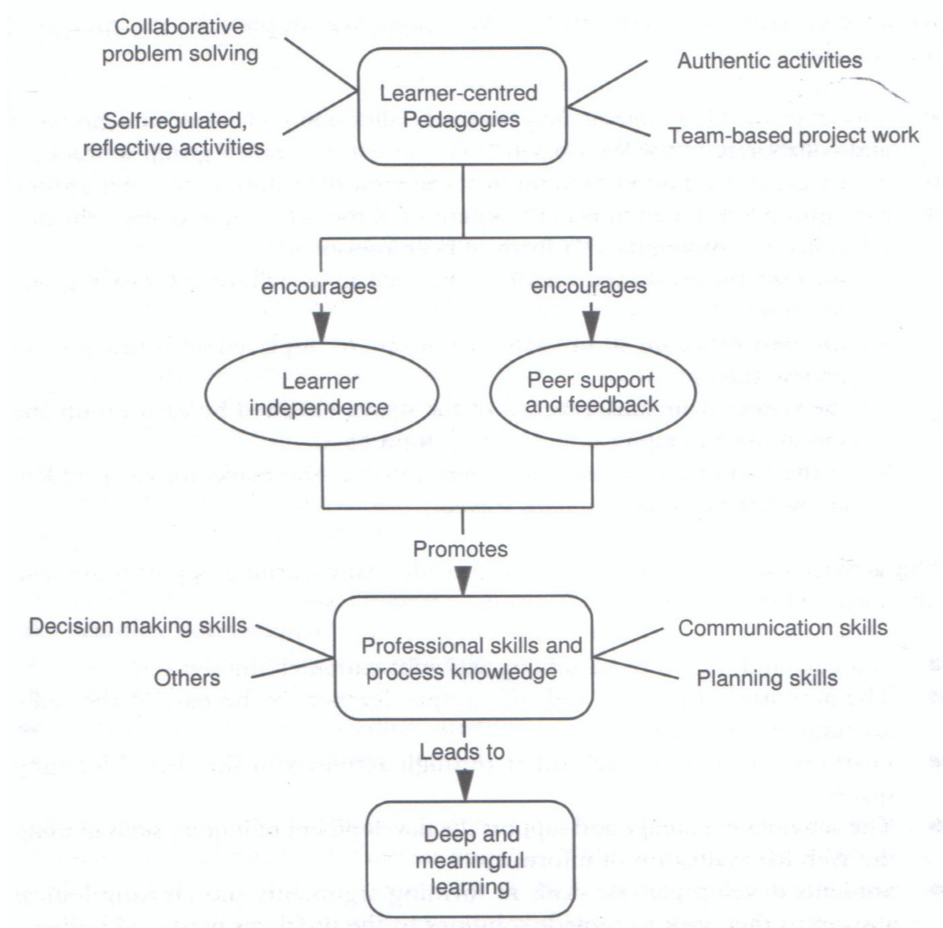 Collaborative
problem solving
Self-regulated,
reflective activities
Learner-centred
Pedagogies
Authentic activities
Team-based project work
encourages
encourages
Learner
independence
Peer support
and feedback
Promotes
Decision making skills
Others
Professional skills and
process knowledge
Communication skills
Planning skills
Leads to
Deep and
meaningful
learning